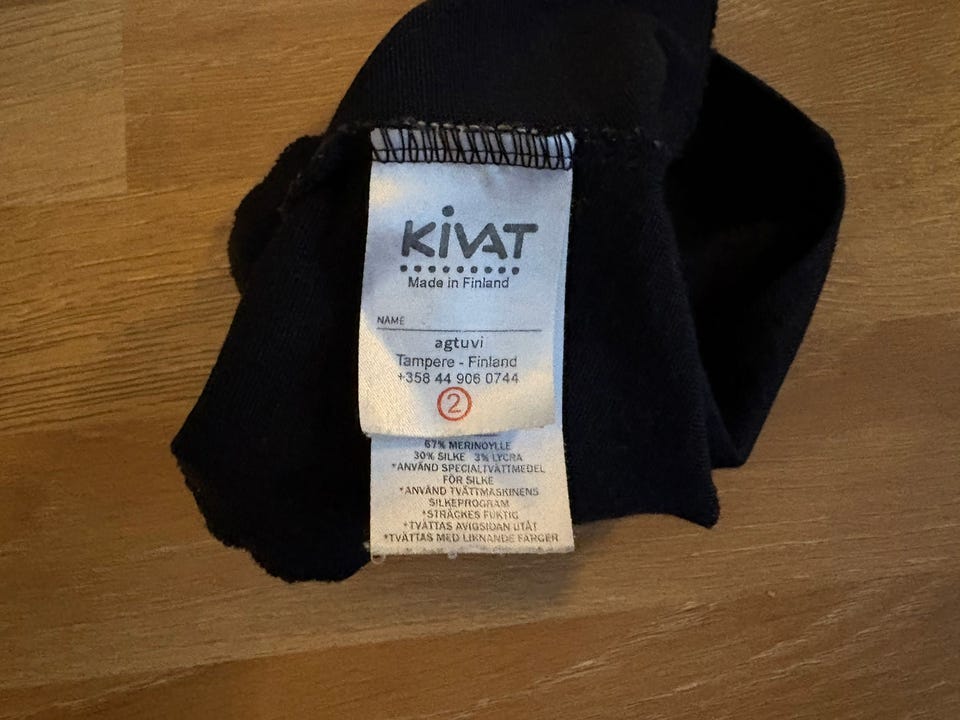 KiVAT
Made in Finland
NAME
agtuvi
Tampere - Finland
+358 44 906 0744
2
67% MERINOYLLE
30% SILKE 3% LYCRA
*ANVÄND SPECIALTVÄTTMEDEL
FÖR SILKE
*ANVÄND TVÄTTMASKINENS
SILKEPROGRAM
*STRÄCKES FUKTIG
*TVÄTTAS AVIGSIDAN UTÅT
*TVÄTTAS MED LIKNANDE FÄRGER